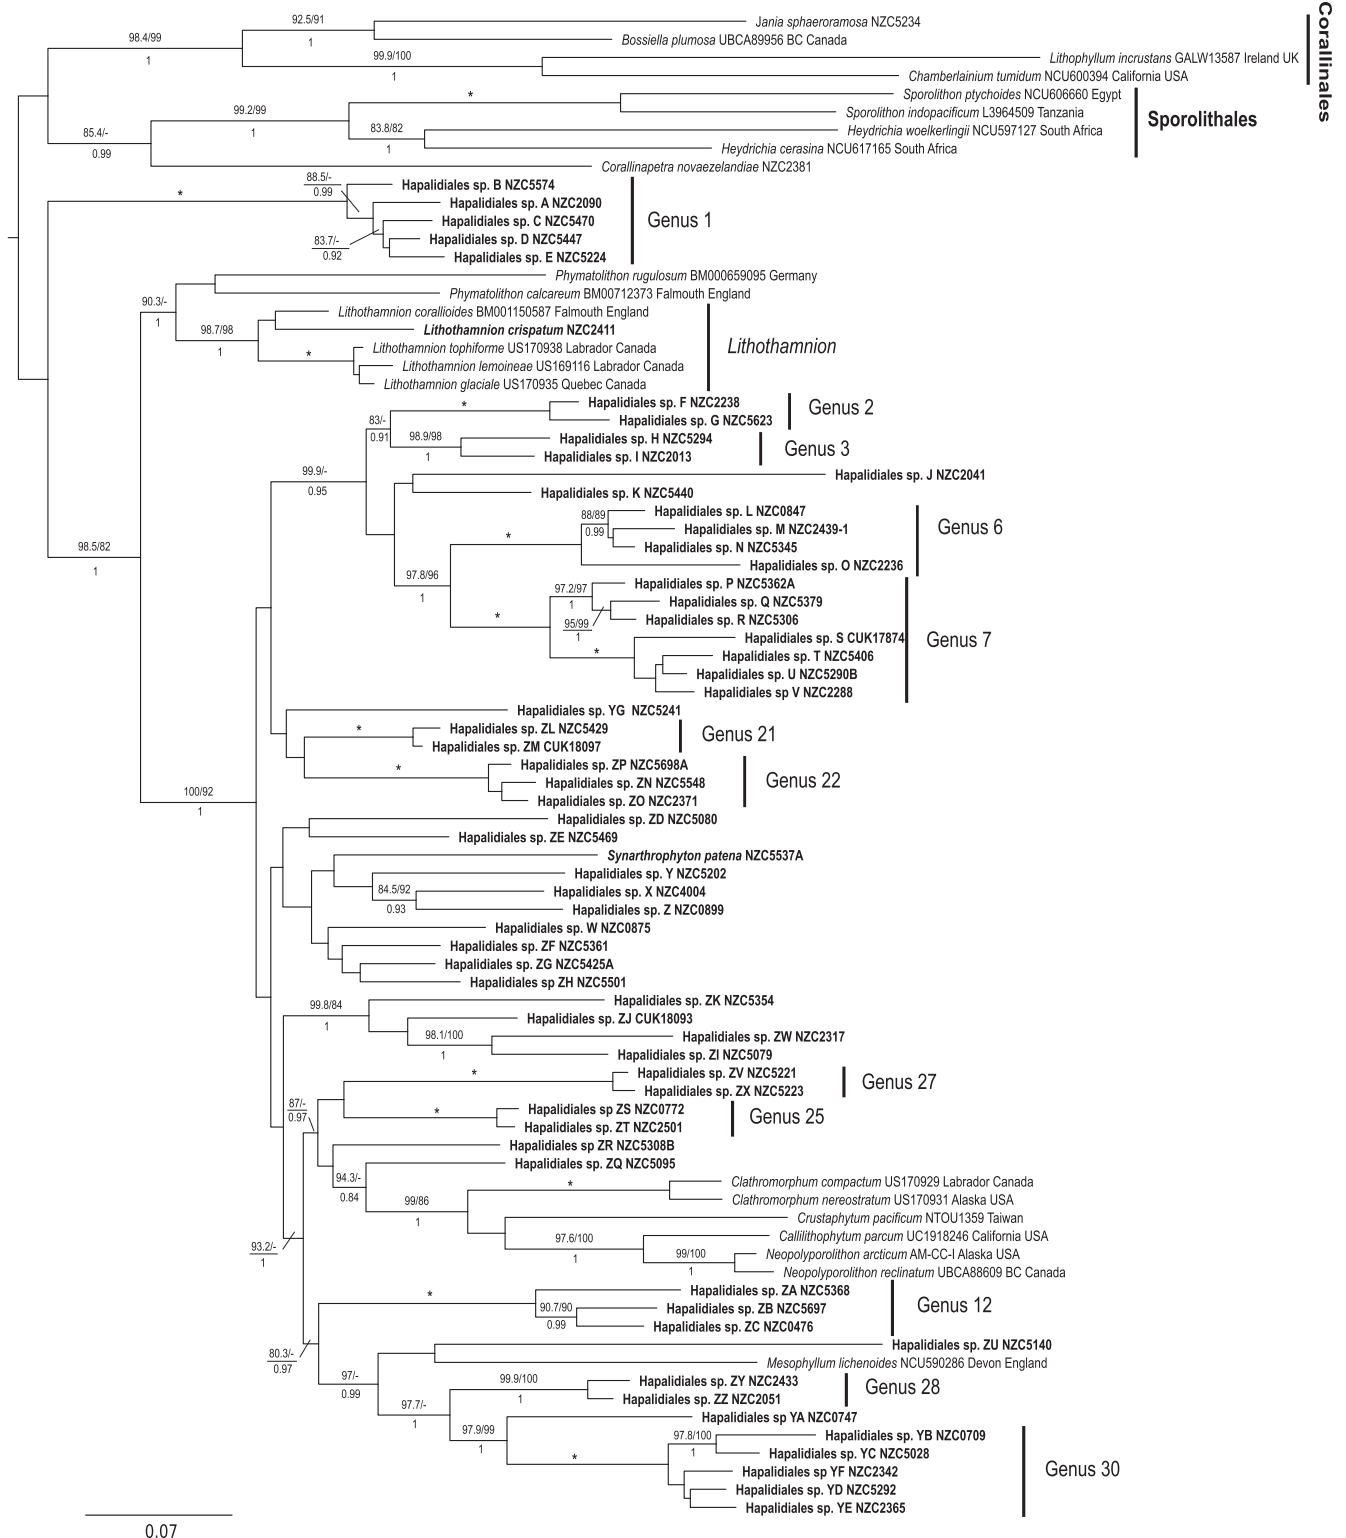 92.5/91
Jania sphaeroramosa NZC5234
98.4/99
1
Bossiella plumosa UBCA89956 BC Canada
1
99.9/100
Lithophyllum incrustans GALW13587 Ireland UK
1
Chamberlainium tumidum NCU600394 California USA
Corallinales
*
Sporolithon ptychoides NCU606660 Egypt
99.2/99
Sporolithon indopacificum L3964509 Tanzania
1
Sporolithales
85.4/-
0.99
83.8/82
Heydrichia woelkerlingii NCU597127 South Africa
1
Heydrichia cerasina NCU617165 South Africa
Corallinapetra novaezelandiae NZC2381
88.5/-
0.99
Hapalidiales sp. B NZC5574
*
Hapalidiales sp. A NZC2090
Hapalidiales sp. C NZC5470
Genus 1
83.7/-
0.92
Hapalidiales sp. D NZC5447
Hapalidiales sp. E NZC5224
Phymatolithon rugulosum BM000659095 Germany
Phymatolithon calcareum BM00712373 Falmouth England
90.3/-
1
Lithothamnion corallioides BM001150587 Falmouth England
98.7/98
Lithothamnion crispatum NZC2411
1
*
Lithothamnion tophiforme US170938 Labrador Canada
Lithothamnion
Lithothamnion lemoineae US169116 Labrador Canada
Lithothamnion glaciale US170935 Quebec Canada
*
Hapalidiales sp. F NZC2238
Genus 2
83/-
0.91
Hapalidiales sp. G NZC5623
98.9/98
Hapalidiales sp. H NZC5294
1
Genus 3
Hapalidiales sp. I NZC2013
99.9/-
0.95
Hapalidiales sp. J NZC2041
Hapalidiales sp. K NZC5440
88/89
0.99
Hapalidiales sp. L NZC0847
Hapalidiales sp. M NZC2439-1
Genus 6
*
Hapalidiales sp. N NZC5345
98.5/82
1
Hapalidiales sp. O NZC2236
97.8/96
1
97.2/97
1
Hapalidiales sp. P NZC5362A
Hapalidiales sp. Q NZC5379
*
95/99
1
Hapalidiales sp. R NZC5306
Hapalidiales sp. S CUK17874
Genus 7
*
Hapalidiales sp. T NZC5406
Hapalidiales sp. U NZC5290B
Hapalidiales sp V NZC2288
Hapalidiales sp. YG NZC5241
*
Hapalidiales sp. ZL NZC5429
Genus 21
Hapalidiales sp. ZM CUK18097
*
Hapalidiales sp. ZP NZC5698A
Hapalidiales sp. ZN NZC5548
Genus 22
100/92
1
Hapalidiales sp. ZO NZC2371
Hapalidiales sp. ZD NZC5080
Hapalidiales sp. ZE NZC5469
Synarthrophyton patena NZC5537A
Hapalidiales sp. Y NZC5202
84.5/92
0.93
Hapalidiales sp. X NZC4004
Hapalidiales sp. Z NZC0899
Hapalidiales sp. W NZC0875
Hapalidiales sp. ZF NZC5361
Hapalidiales sp. ZG NZC5425A
Hapalidiales sp ZH NZC5501
99.8/84
1
Hapalidiales sp. ZK NZC5354
Hapalidiales sp. ZJ CUK18093
98.1/100
1
Hapalidiales sp. ZW NZC2317
Hapalidiales sp. ZI NZC5079
*
Hapalidiales sp. ZV NZC5221
Genus 27
Hapalidiales sp. ZX NZC5223
87/-
0.97
*
Hapalidiales sp ZS NZC0772
Genus 25
Hapalidiales sp. ZT NZC2501
Hapalidiales sp ZR NZC5308B
Hapalidiales sp. ZQ NZC5095
94.3/-
0.84
*
Clathromorphum compactum US170929 Labrador Canada
99/86
1
Clathromorphum nereostratum US170931 Alaska USA
Crustaphytum pacificum NTOU1359 Taiwan
97.6/100
1
Callilithophytum parcum UC1918246 California USA
93.2/-
1
99/100
1
Neopolyporolithon arcticum AM-CC-I Alaska USA
Neopolyporolithon reclinatum UBCA88609 BC Canada
*
Hapalidiales sp. ZA NZC5368
90.7/90
0.99
Hapalidiales sp. ZB NZC5697
Genus 12
Hapalidiales sp. ZC NZC0476
Hapalidiales sp. ZU NZC5140
80.3/-
0.97
Mesophyllum lichenoides NCU590286 Devon England
97/-
0.99
99.9/100
1
Hapalidiales sp. ZY NZC2433
Genus 28
Hapalidiales sp. ZZ NZC2051
97.7/-
1
Hapalidiales sp YA NZC0747
97.9/99
1
97.8/100
1
Hapalidiales sp. YB NZC0709
Hapalidiales sp. YC NZC5028
*
Hapalidiales sp YF NZC2342
Genus 30
Hapalidiales sp. YD NZC5292
Hapalidiales sp. YE NZC2365
0.07